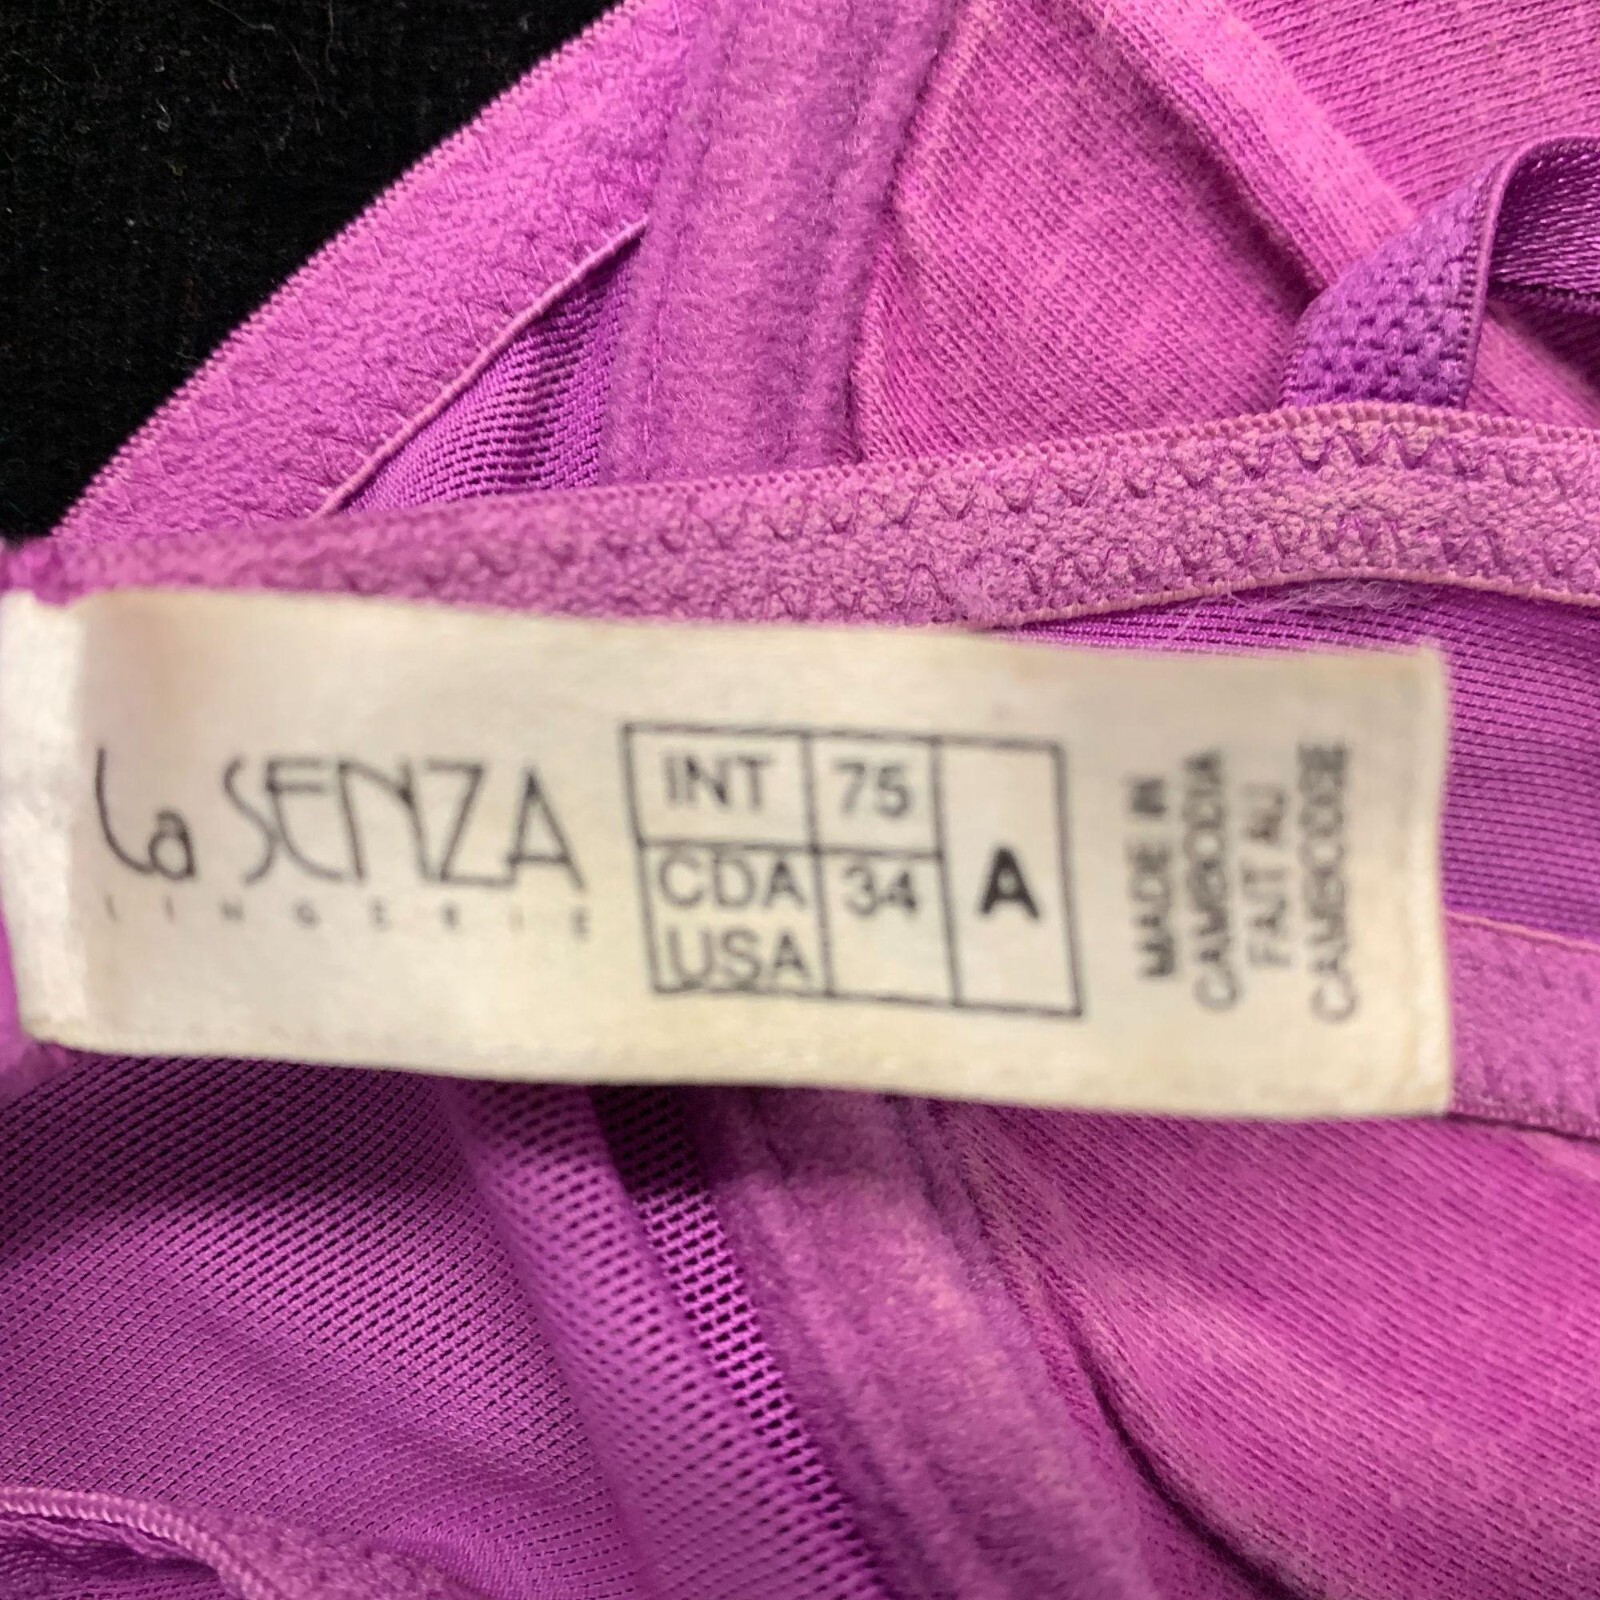 La SENZA
LINGERIE
INT 75
CDA 34 A
USA
MADE IN
CAMBODIA
FAIT AU
CAMBODGE